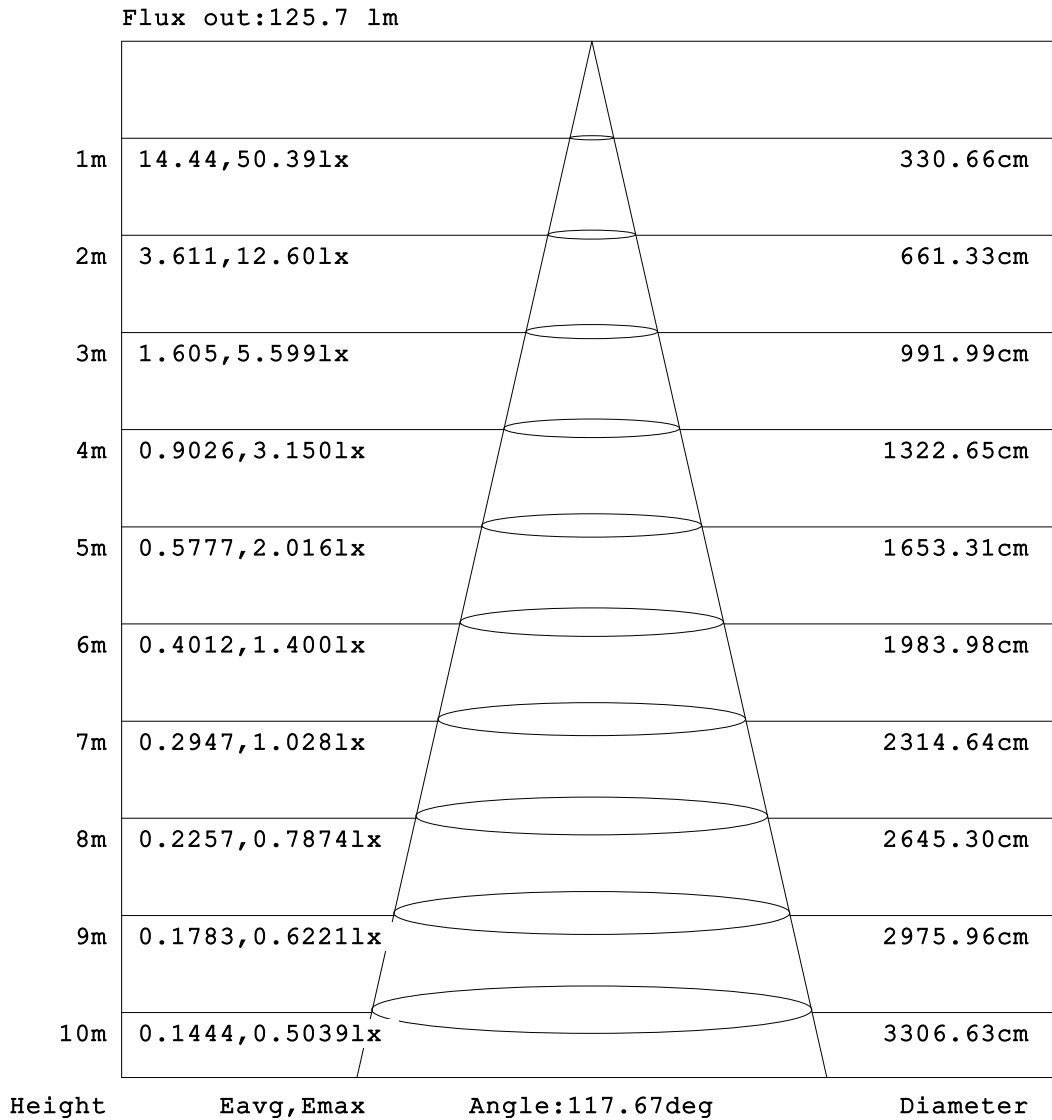 Flux out:125.7 lm
1m 14.44,50.39lx 330.66cm
2m 3.611,12.60lx 661.33cm
3m 1.605,5.599lx 991.99cm
4m 0.9026,3.150lx 1322.65cm
5m 0.5777,2.016lx 1653.31cm
6m 0.4012,1.400lx 1983.98cm
7m 0.2947,1.028lx 2314.64cm
8m 0.2257,0.7874lx 2645.30cm
9m 0.1783,0.6221lx 2975.96cm
10m 0.1444,0.5039lx 3306.63cm
Height Eavg,Emax Angle:117.67deg Diameter